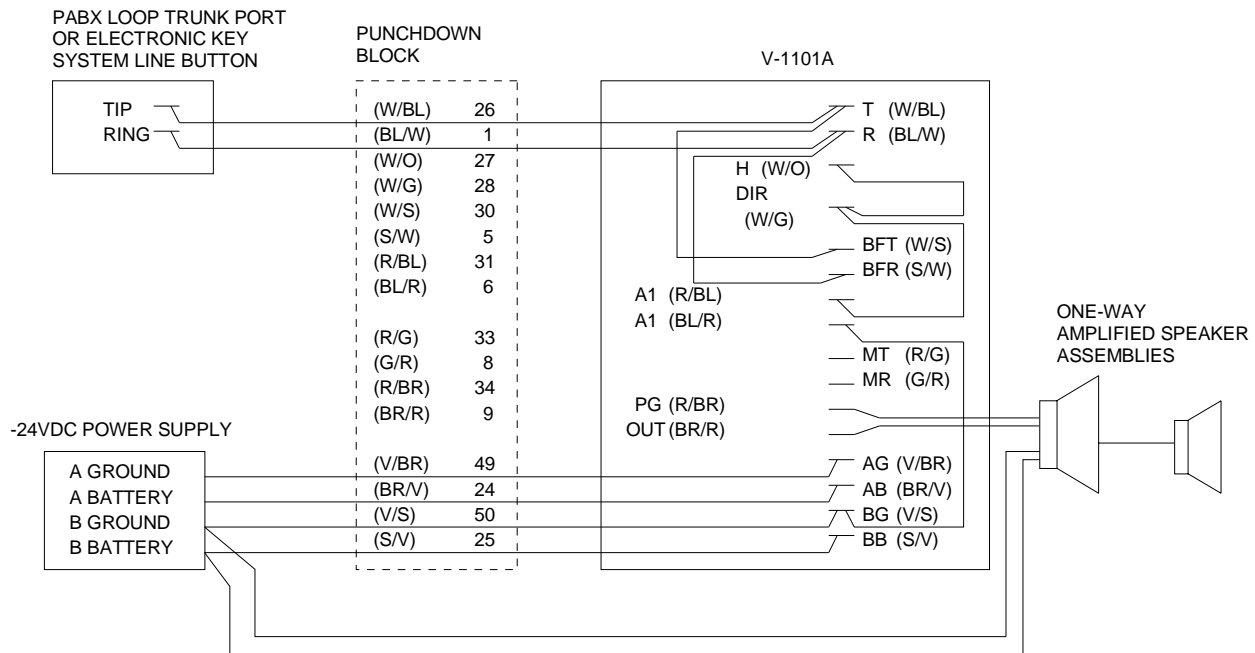 PABX LOOP TRUNK PORT
OR ELECTRONIC KEY
SYSTEM LINE BUTTON
TIP
RING
PUNCHDOWN
BLOCK
(W/BL) 26
(BL/W) 1
(W/O) 27
(W/G) 28
(W/S) 30
(S/W) 5
(R/BL) 31
(BL/R) 6
(R/G) 33
(G/R) 8
(R/BR) 34
(BR/R) 9
(V/BR) 49
(BR/V) 24
(V/S) 50
(S/V) 25
V-1101A
T (W/BL)
R (BL/W)
H (W/O)
DIR
(W/G)
BFT (W/S)
BFR (S/W)
A1 (R/BL)
A1 (BL/R)
MT (R/G)
MR (G/R)
PG (R/BR)
OUT (BR/R)
AG (V/BR)
AB (BR/V)
BG (V/S)
BB (S/V)
ONE-WAY
AMPLIFIED SPEAKER
ASSEMBLIES
-24VDC POWER SUPPLY
A GROUND
A BATTERY
B GROUND
B BATTERY